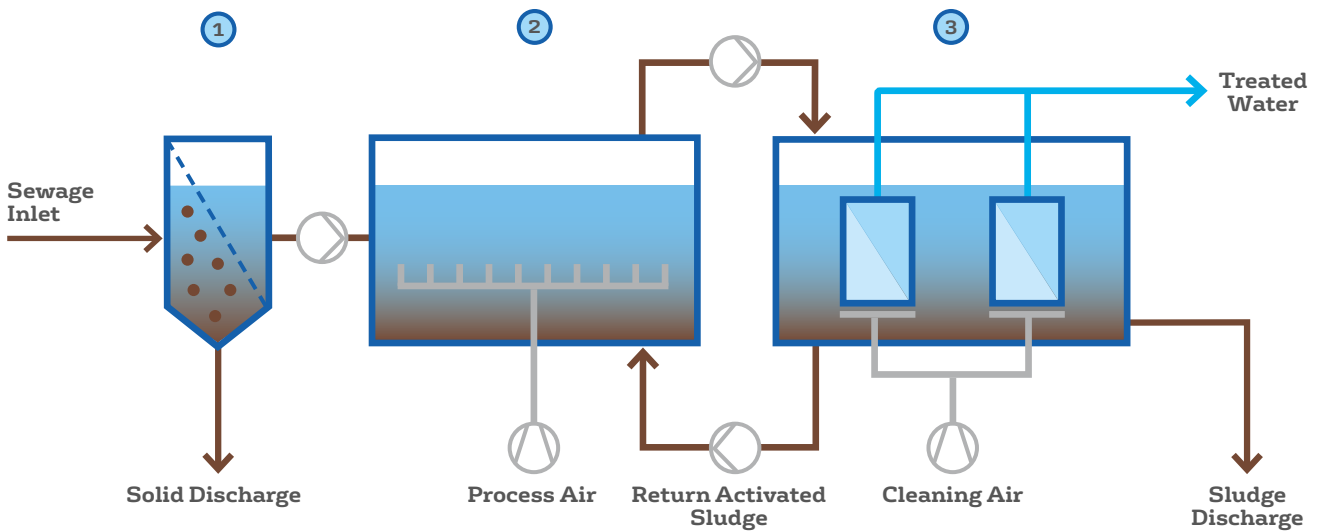 1
2
3
Treated
Water
Sewage
Inlet
Solid Discharge
Process Air
Return Activated
Sludge
Cleaning Air
Sludge
Discharge